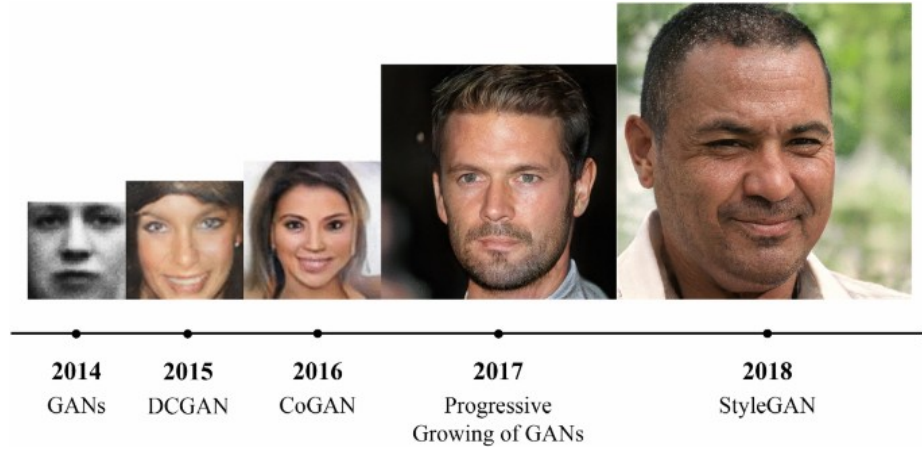 2014
GANs
2015
DCGAN
2016
CoGAN
2017
Progressive
Growing of GANs
2018
StyleGAN